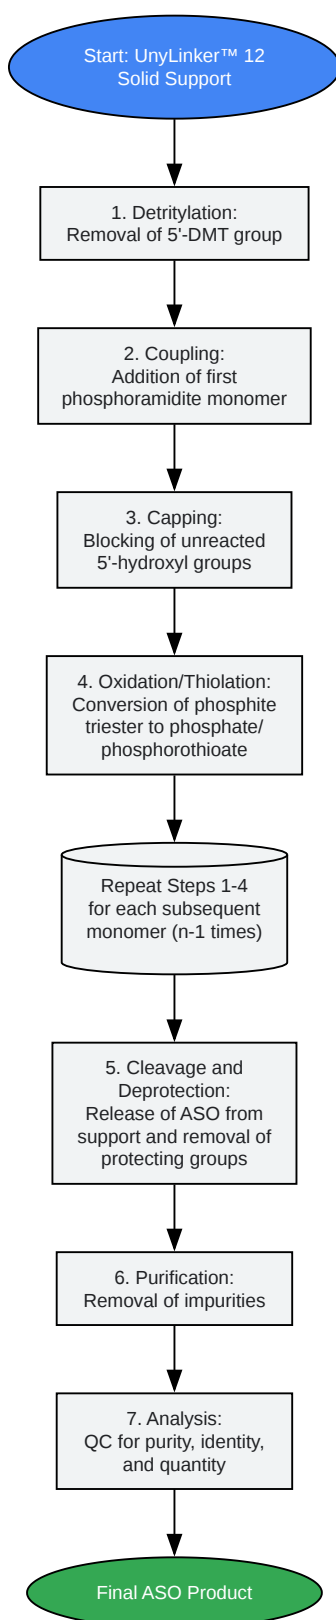 Start: UnyLinker™ 12
Solid Support
1. Detritylation:
Removal of 5'-DMT group
2. Coupling:
Addition of first
phosphoramidite monomer
3. Capping:
Blocking of unreacted
5'-hydroxyl groups
4. Oxidation/Thiolation:
Conversion of phosphite
triester to phosphate/
phosphorothioate
Repeat Steps 1-4
for each subsequent
monomer (n-1 times)
5. Cleavage and
Deprotection:
Release of ASO from
support and removal of
protecting groups
6. Purification:
Removal of impurities
7. Analysis:
QC for purity, identity,
and quantity
Final ASO Product